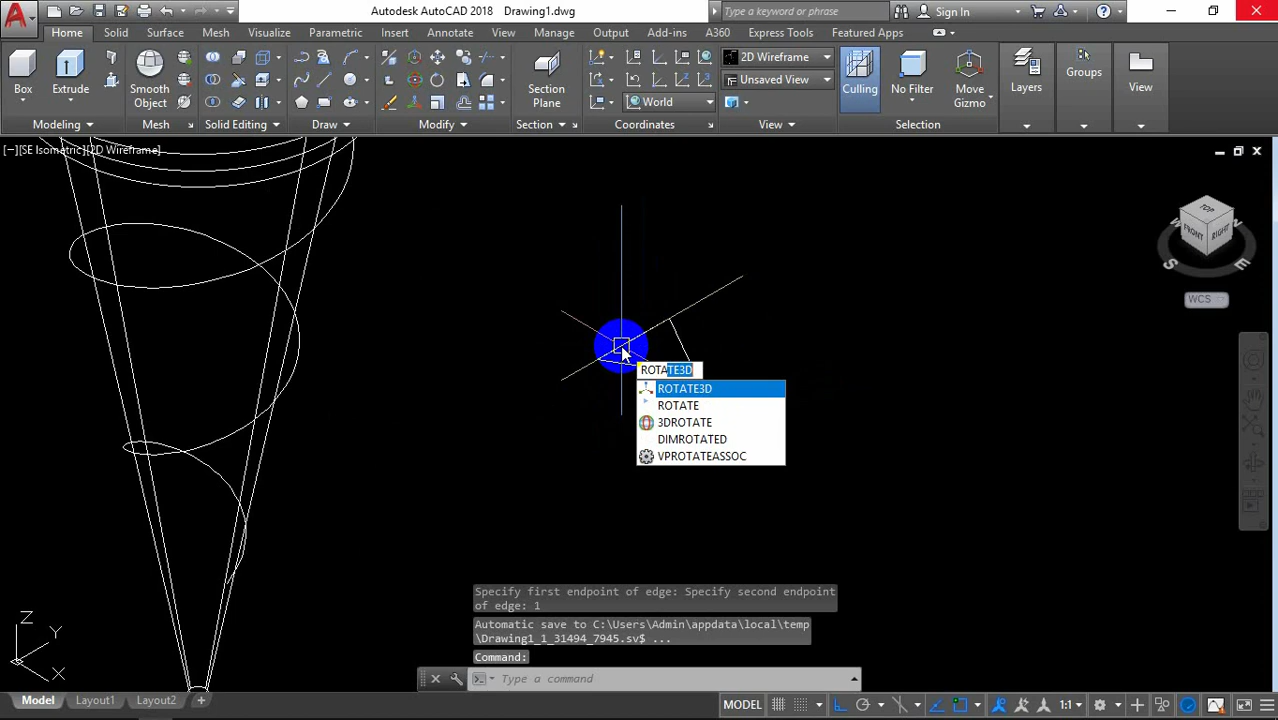 Autodesk AutoCAD 2018 Drawing1.dwg
Type a keyword or phrase
Sign In
Home Solid Surface Mesh Visualize Parametric Insert Annotate View Manage Output Add-ins A360 Express Tools Featured Apps
Box
Extrude
Smooth
Object
Section
Plane
2D Wireframe
Unsaved View
World
Culling
No Filter
Move
Gizmo
Layers
Groups
View
Modeling
Mesh
Solid Editing
Draw
Modify
Section
Coordinates
View
Selection
[−][SE Isometric][2D Wireframe]
TOP
FRONT
RIGHT
S
E
WCS
ROTATE3D
ROTATE3D
ROTATE
3DROTATE
DIMROTATED
VPROTATEASSOC
Specify first endpoint of edge: Specify second endpoint
of edge: 1
Automatic save to C:\Users\Admin\appdata\local\temp
\Drawing1_1_31494_7945.sv$ ...
Command:
Type a command
Z
Y
X
Model Layout1 Layout2 +
MODEL
1:1